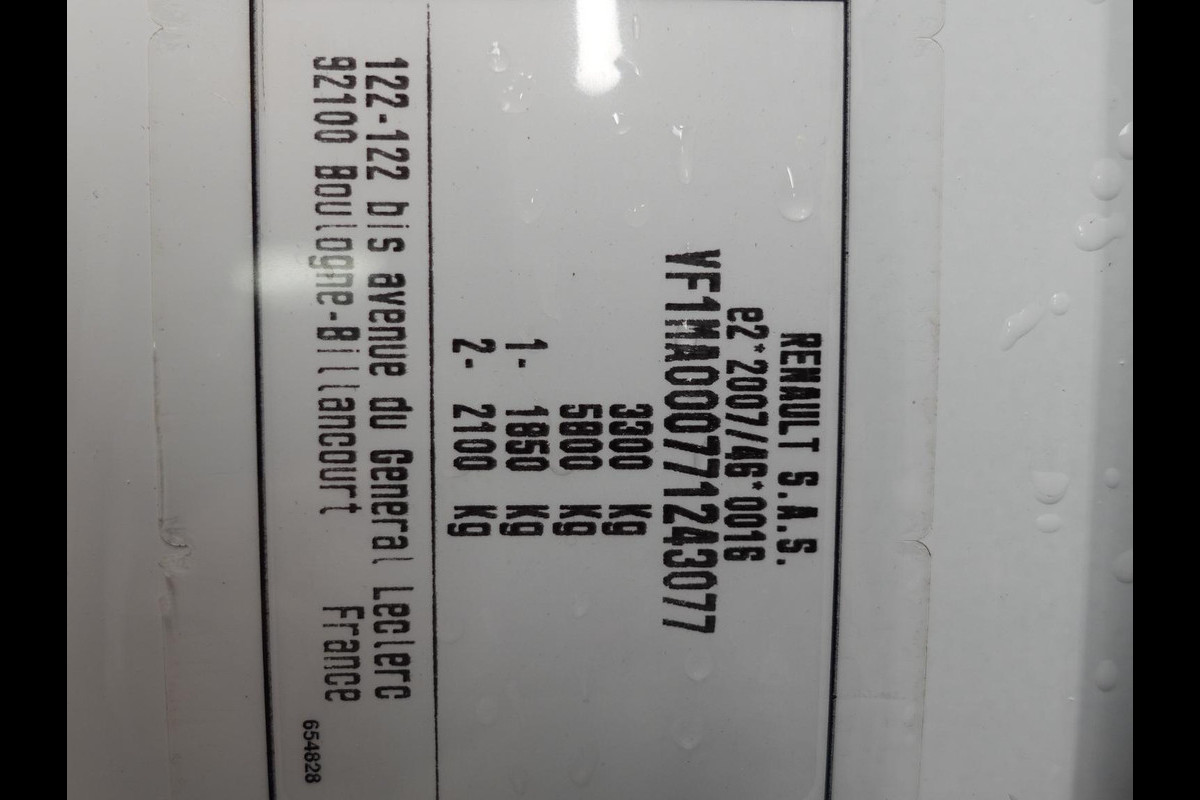 RENAULT S.A.S.
e2*2007/46*0016
VF1MA000771243077
3300 Kg
5800 Kg
1- 1850 Kg
2- 2100 Kg
122-122 bis avenue du General Leclerc
92100 Boulogne-Billancourt France
654828